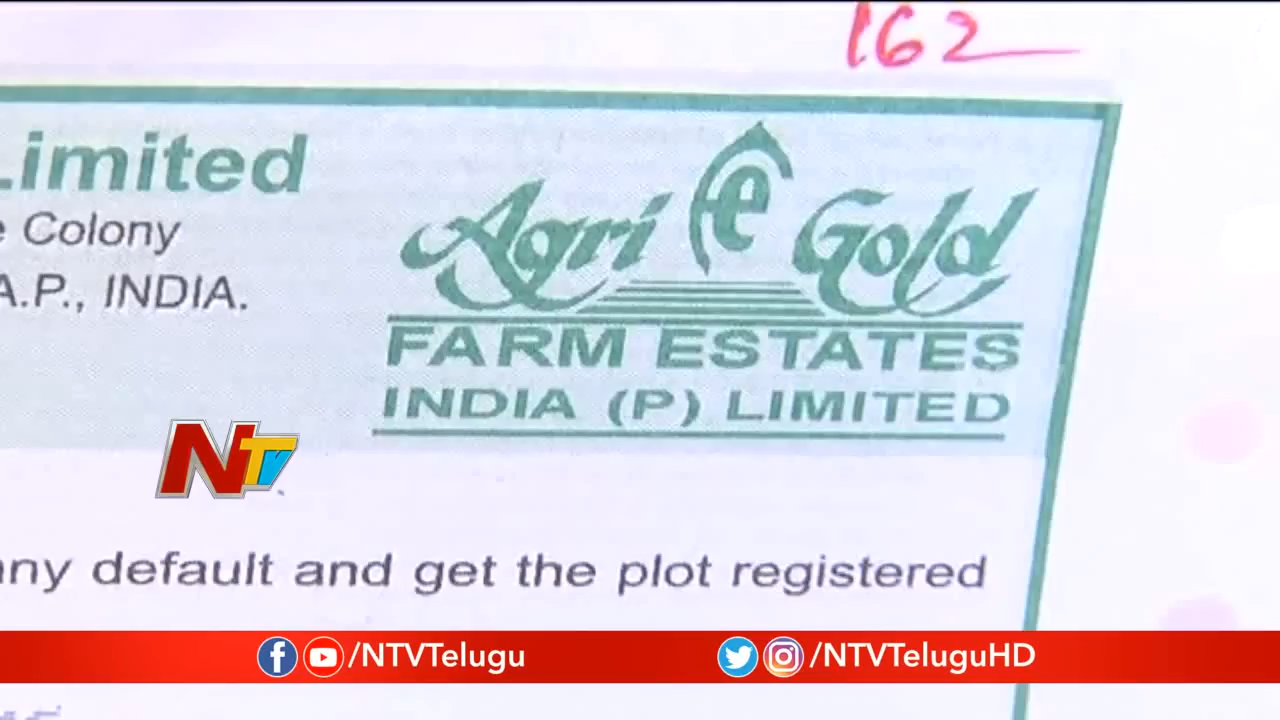 162
Limited
Agri Gold
e Colony
A.P., INDIA.
FARM ESTATES
INDIA (P) LIMITED
NTV
any default and get the plot registered
/NTVTelugu
/NTVTeluguHD